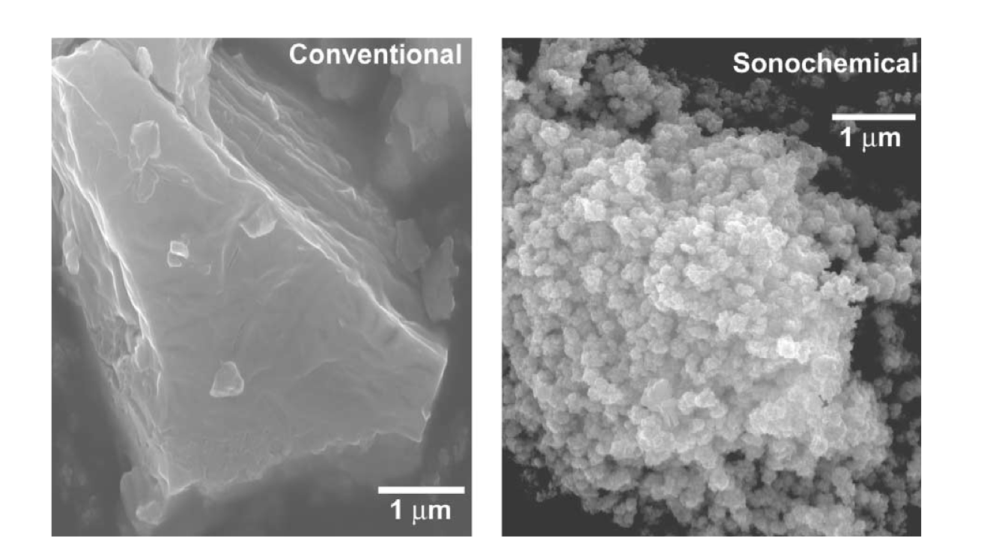 Conventional
1 μm
Sonochemical
1 μm